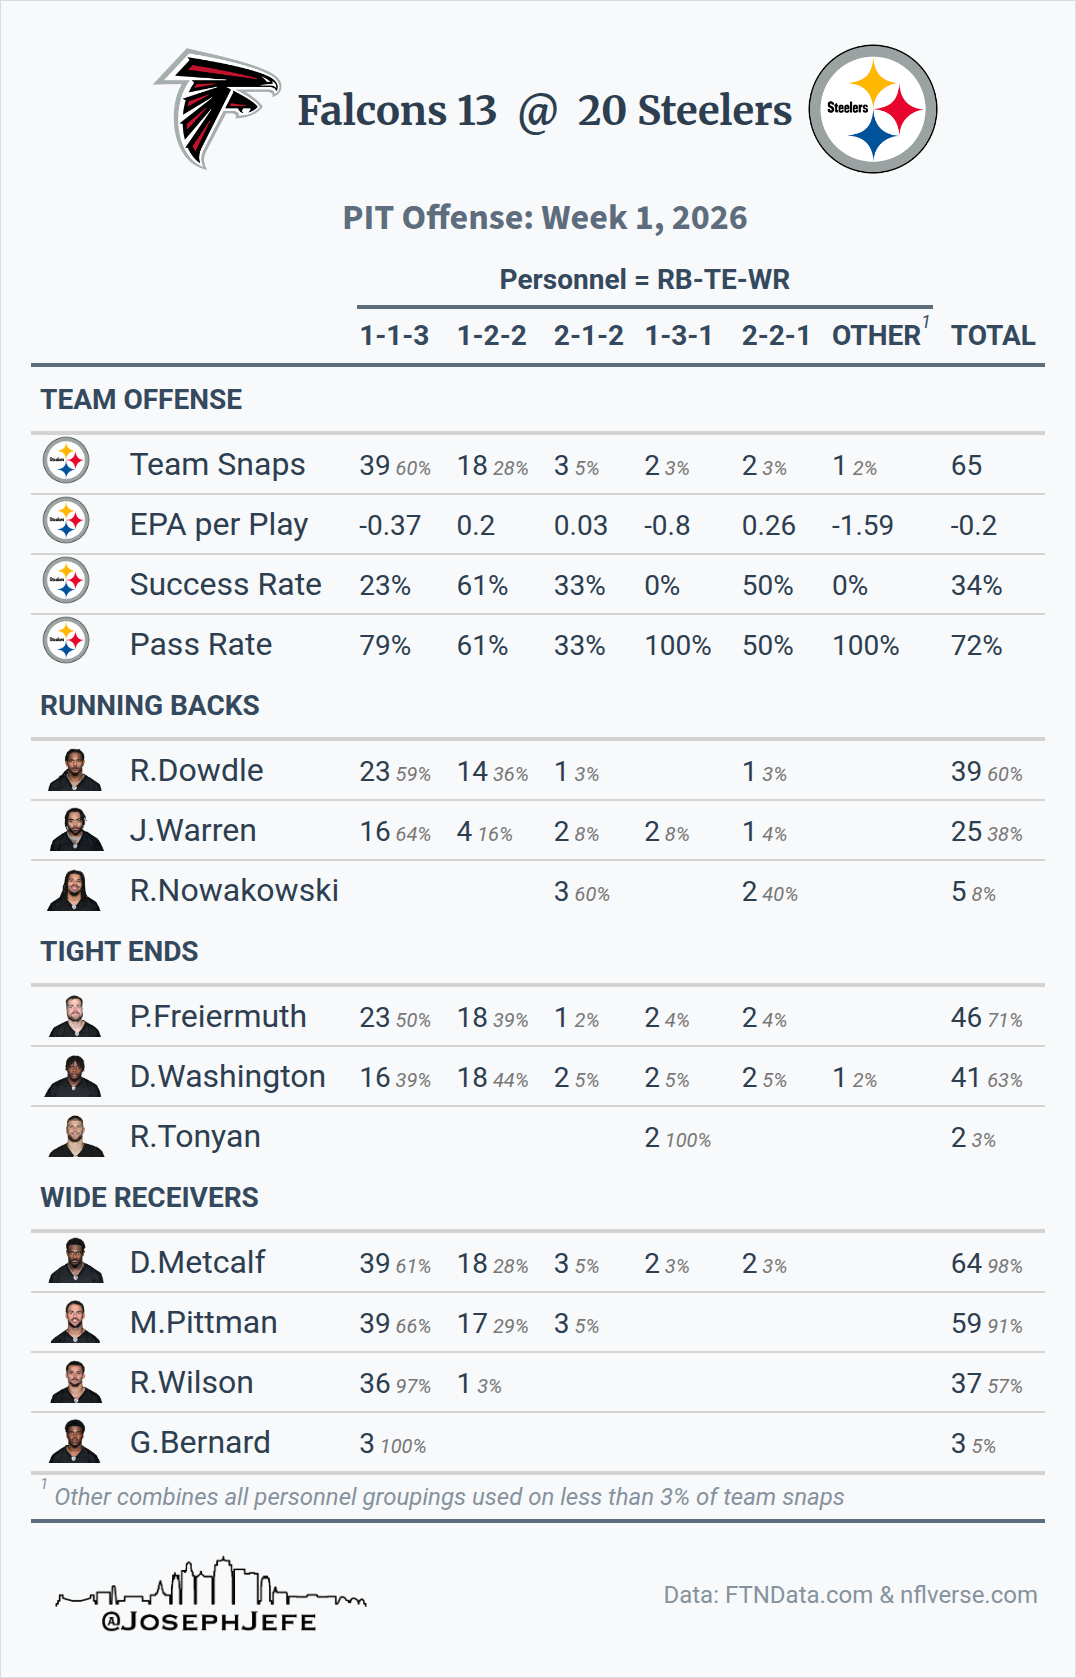 Falcons 13 @ 20 Steelers
Steelers
PIT Offense: Week 1, 2026
Personnel = RB-TE-WR
1-1-3 1-2-2 2-1-2 1-3-1 2-2-1 OTHER1 TOTAL
TEAM OFFENSE
Team Snaps 39 60% 18 28% 3 5% 2 3% 2 3% 1 2% 65
EPA per Play -0.37 0.2 0.03 -0.8 0.26 -1.59 -0.2
Success Rate 23% 61% 33% 0% 50% 0% 34%
Pass Rate 79% 61% 33% 100% 50% 100% 72%
RUNNING BACKS
R.Dowdle 23 59% 14 36% 1 3% 1 3% 39 60%
J.Warren 16 64% 4 16% 2 8% 2 8% 1 4% 25 38%
R.Nowakowski 3 60% 2 40% 5 8%
TIGHT ENDS
P.Freiermuth 23 50% 18 39% 1 2% 2 4% 2 4% 46 71%
D.Washington 16 39% 18 44% 2 5% 2 5% 2 5% 1 2% 41 63%
R.Tonyan 2 100% 2 3%
WIDE RECEIVERS
D.Metcalf 39 61% 18 28% 3 5% 2 3% 2 3% 64 98%
M.Pittman 39 66% 17 29% 3 5% 59 91%
R.Wilson 36 97% 1 3% 37 57%
G.Bernard 3 100% 3 5%
1 Other combines all personnel groupings used on less than 3% of team snaps
@JOSEPHJEFE
Data: FTNData.com & nflverse.com